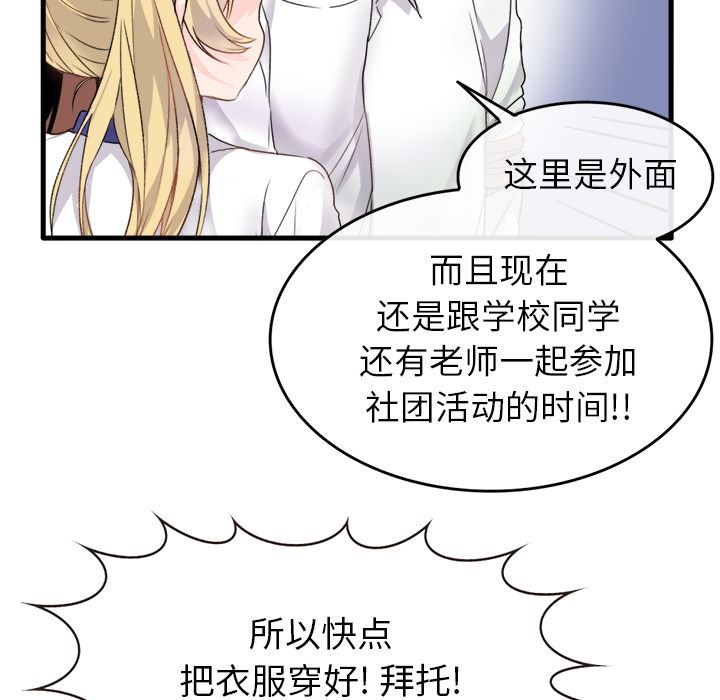 这里是外面
而且现在
还是跟学校同学
还有老师一起参加
社团活动的时间!!
所以快点
把衣服穿好! 拜托!